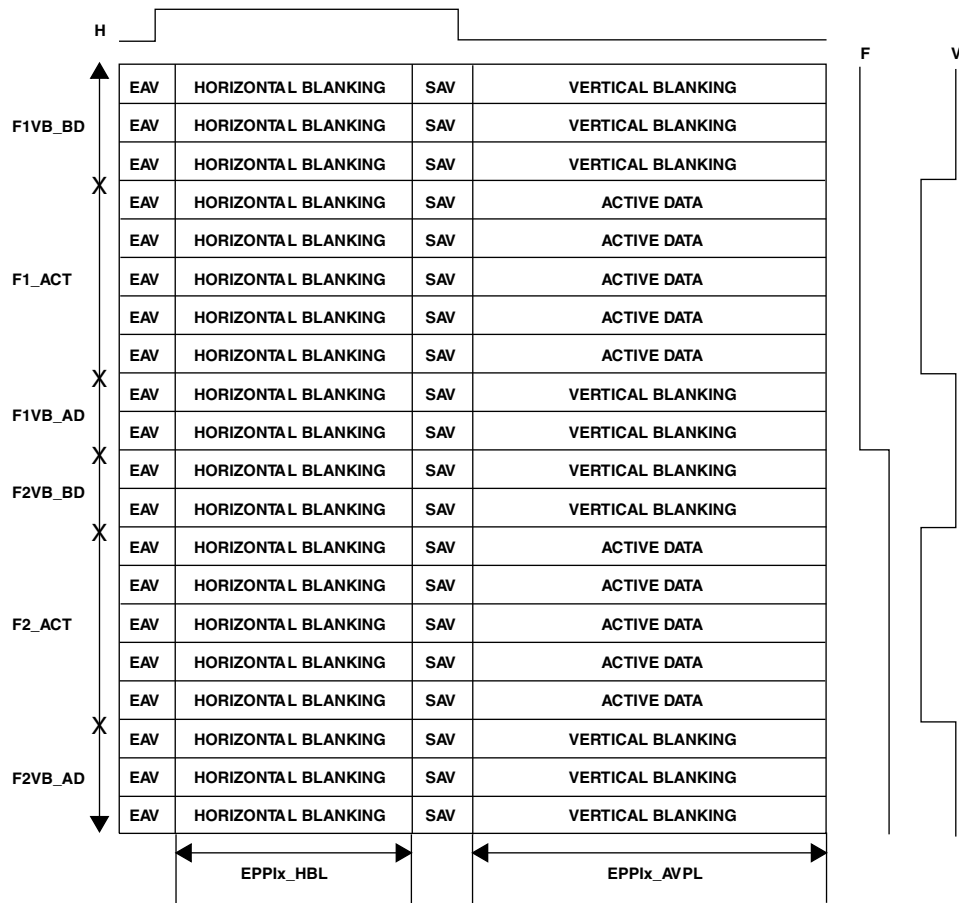 H
F V
EAV HORIZONTAL BLANKING SAV VERTICAL BLANKING
F1VB_BD EAV HORIZONTAL BLANKING SAV VERTICAL BLANKING
EAV HORIZONTAL BLANKING SAV VERTICAL BLANKING
EAV HORIZONTAL BLANKING SAV ACTIVE DATA
EAV HORIZONTAL BLANKING SAV ACTIVE DATA
F1_ACT EAV HORIZONTAL BLANKING SAV ACTIVE DATA
EAV HORIZONTAL BLANKING SAV ACTIVE DATA
EAV HORIZONTAL BLANKING SAV ACTIVE DATA
EAV HORIZONTAL BLANKING SAV VERTICAL BLANKING
F1VB_AD EAV HORIZONTAL BLANKING SAV VERTICAL BLANKING
EAV HORIZONTAL BLANKING SAV VERTICAL BLANKING
F2VB_BD EAV HORIZONTAL BLANKING SAV VERTICAL BLANKING
EAV HORIZONTAL BLANKING SAV ACTIVE DATA
EAV HORIZONTAL BLANKING SAV ACTIVE DATA
F2_ACT EAV HORIZONTAL BLANKING SAV ACTIVE DATA
EAV HORIZONTAL BLANKING SAV ACTIVE DATA
EAV HORIZONTAL BLANKING SAV ACTIVE DATA
EAV HORIZONTAL BLANKING SAV VERTICAL BLANKING
F2VB_AD EAV HORIZONTAL BLANKING SAV VERTICAL BLANKING
EAV HORIZONTAL BLANKING SAV VERTICAL BLANKING
EPPIx_HBL EPPIx_AVPL